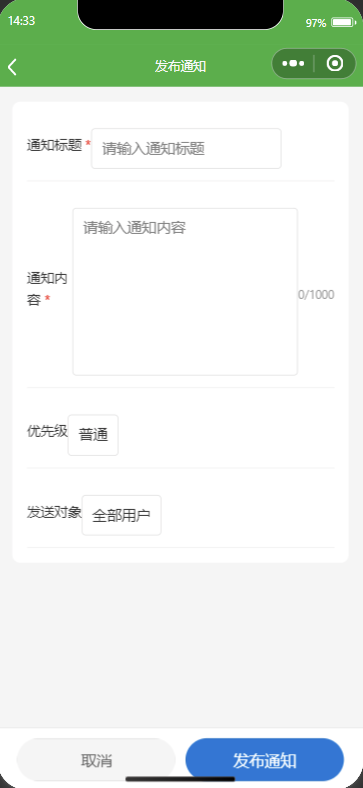 14:33
97%
发布通知
通知标题 *
请输入通知标题
请输入通知内容
通知内
容 *
0/1000
优先级
普通
发送对象
全部用户
取消
发布通知